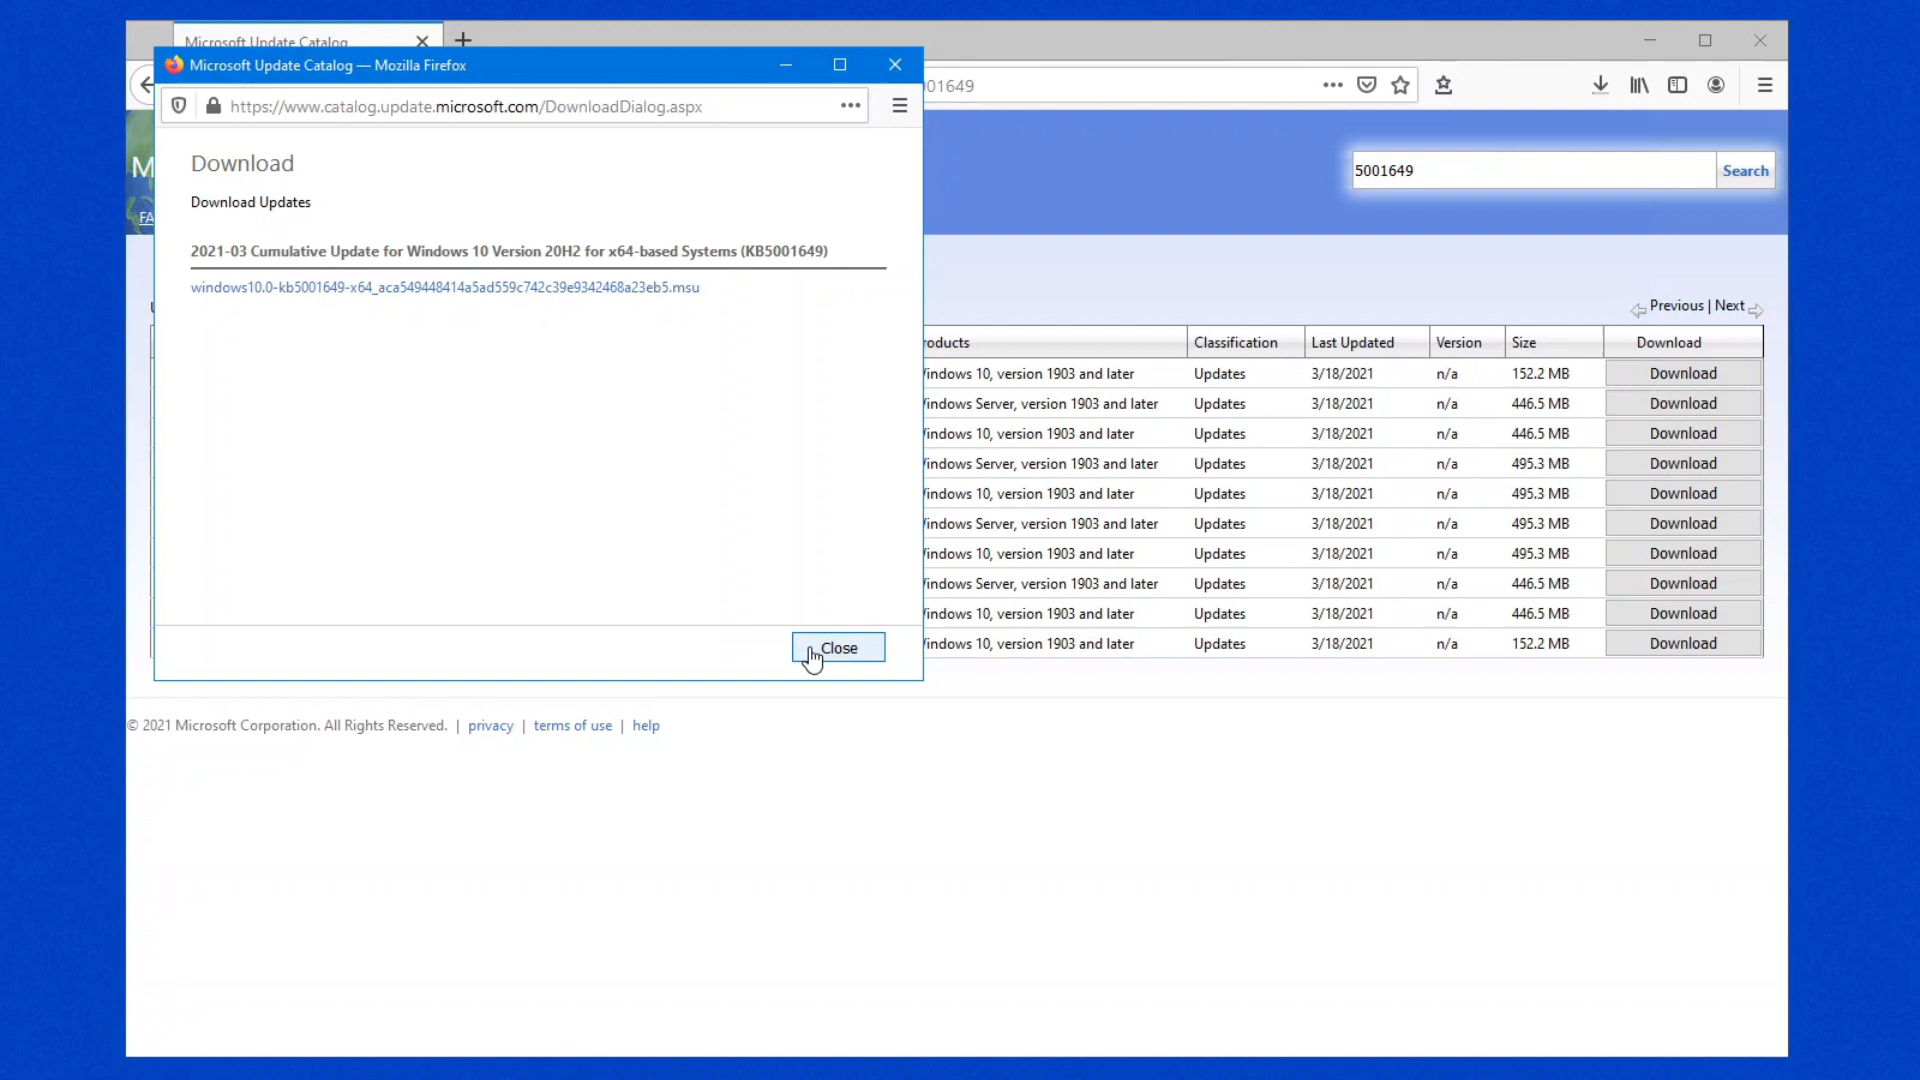 Microsoft Update Catalog
Microsoft Update Catalog — Mozilla Firefox
https://www.catalog.update.microsoft.com/DownloadDialog.aspx
01649
Download
Download Updates
2021-03 Cumulative Update for Windows 10 Version 20H2 for x64-based Systems (KB5001649)
windows10.0-kb5001649-x64_aca549448414a5ad559c742c39e9342468a23eb5.msu
Close
M
FA
5001649 Search
Previous | Next
roducts Classification Last Updated Version Size Download
indows 10, version 1903 and later Updates 3/18/2021 n/a 152.2 MB Download
indows Server, version 1903 and later Updates 3/18/2021 n/a 446.5 MB Download
indows 10, version 1903 and later Updates 3/18/2021 n/a 446.5 MB Download
indows Server, version 1903 and later Updates 3/18/2021 n/a 495.3 MB Download
indows 10, version 1903 and later Updates 3/18/2021 n/a 495.3 MB Download
indows Server, version 1903 and later Updates 3/18/2021 n/a 495.3 MB Download
indows 10, version 1903 and later Updates 3/18/2021 n/a 495.3 MB Download
indows Server, version 1903 and later Updates 3/18/2021 n/a 446.5 MB Download
indows 10, version 1903 and later Updates 3/18/2021 n/a 446.5 MB Download
indows 10, version 1903 and later Updates 3/18/2021 n/a 152.2 MB Download
© 2021 Microsoft Corporation. All Rights Reserved. | privacy | terms of use | help